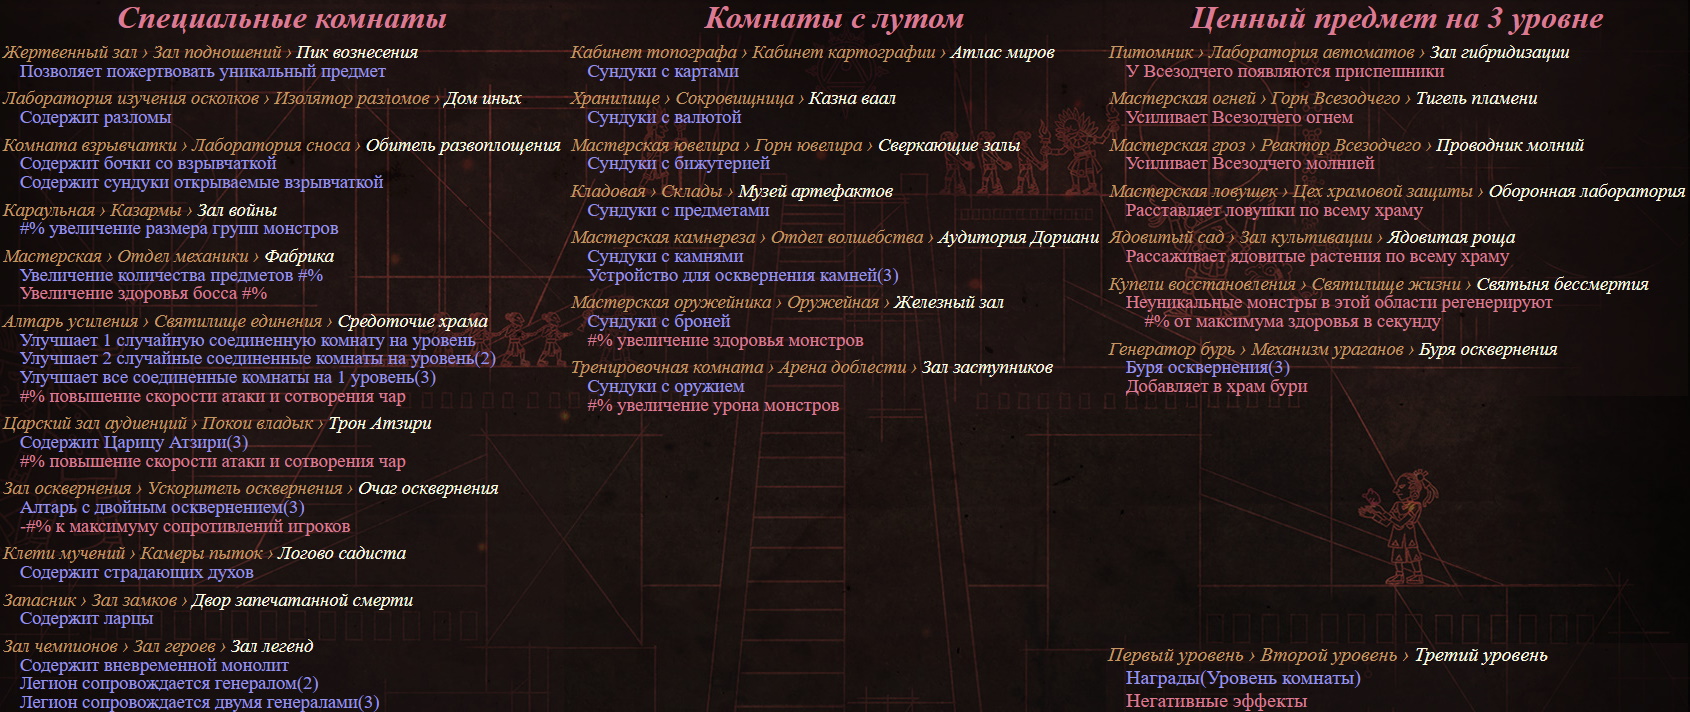 Специальные комнаты
Жертвенный зал › Зал подношений › Пик вознесения
Позволяет пожертвовать уникальный предмет
Лаборатория изучения осколков › Изолятор разломов › Дом иных
Содержит разломы
Комната взрывчатки › Лаборатория сноса › Обитель развоплощения
Содержит бочки со взрывчаткой
Содержит сундуки открываемые взрывчаткой
Караульная › Казармы › Зал войны
#% увеличение размера групп монстров
Мастерская › Отдел механики › Фабрика
Увеличение количества предметов #%
Увеличение здоровья босса #%
Алтарь усиления › Святилище единения › Средоточие храма
Улучшает 1 случайную соединенную комнату на уровень
Улучшает 2 случайные соединенные комнаты на уровень(2)
Улучшает все соединенные комнаты на 1 уровень(3)
#% повышение скорости атаки и сотворения чар
Царский зал аудиенций › Покои владык › Трон Атзири
Содержит Царицу Атзири(3)
#% повышение скорости атаки и сотворения чар
Зал осквернения › Ускоритель осквернения › Очаг осквернения
Алтарь с двойным осквернением(3)
-#% к максимуму сопротивлений игроков
Клети мучений › Камеры пыток › Логово садиста
Содержит страдающих духов
Запасник › Зал замков › Двор запечатанной смерти
Содержит ларцы
Зал чемпионов › Зал героев › Зал легенд
Содержит вневременной монолит
Легион сопровождается генералом(2)
Легион сопровождается двумя генералами(3)
Комнаты с лутом
Кабинет топографа › Кабинет картографии › Атлас миров
Сундуки с картами
Хранилище › Сокровищница › Казна ваал
Сундуки с валютой
Мастерская ювелира › Горн ювелира › Сверкающие залы
Сундуки с бижутерией
Кладовая › Склады › Музей артефактов
Сундуки с предметами
Мастерская камнереза › Отдел волшебства › Аудитория Дориани
Сундуки с камнями
Устройство для осквернения камней(3)
Мастерская оружейника › Оружейная › Железный зал
Сундуки с броней
#% увеличение здоровья монстров
Тренировочная комната › Арена доблести › Зал заступников
Сундуки с оружием
#% увеличение урона монстров
Ценный предмет на 3 уровне
Питомник › Лаборатория автоматов › Зал гибридизации
У Всезодчего появляются приспешники
Мастерская огней › Горн Всезодчего › Тигель пламени
Усиливает Всезодчего огнем
Мастерская гроз › Реактор Всезодчего › Проводник молний
Усиливает Всезодчего молнией
Мастерская ловушек › Цех храмовой защиты › Оборонная лаборатория
Расставляет ловушки по всему храму
Ядовитый сад › Зал культивации › Ядовитая роща
Рассаживает ядовитые растения по всему храму
Купели восстановления › Святилище жизни › Святыня бессмертия
Неуникальные монстры в этой области регенерируют
#% от максимума здоровья в секунду
Генератор бурь › Механизм ураганов › Буря осквернения
Буря осквернения(3)
Добавляет в храм бури
Первый уровень › Второй уровень › Третий уровень
Награды(Уровень комнаты)
Негативные эффекты